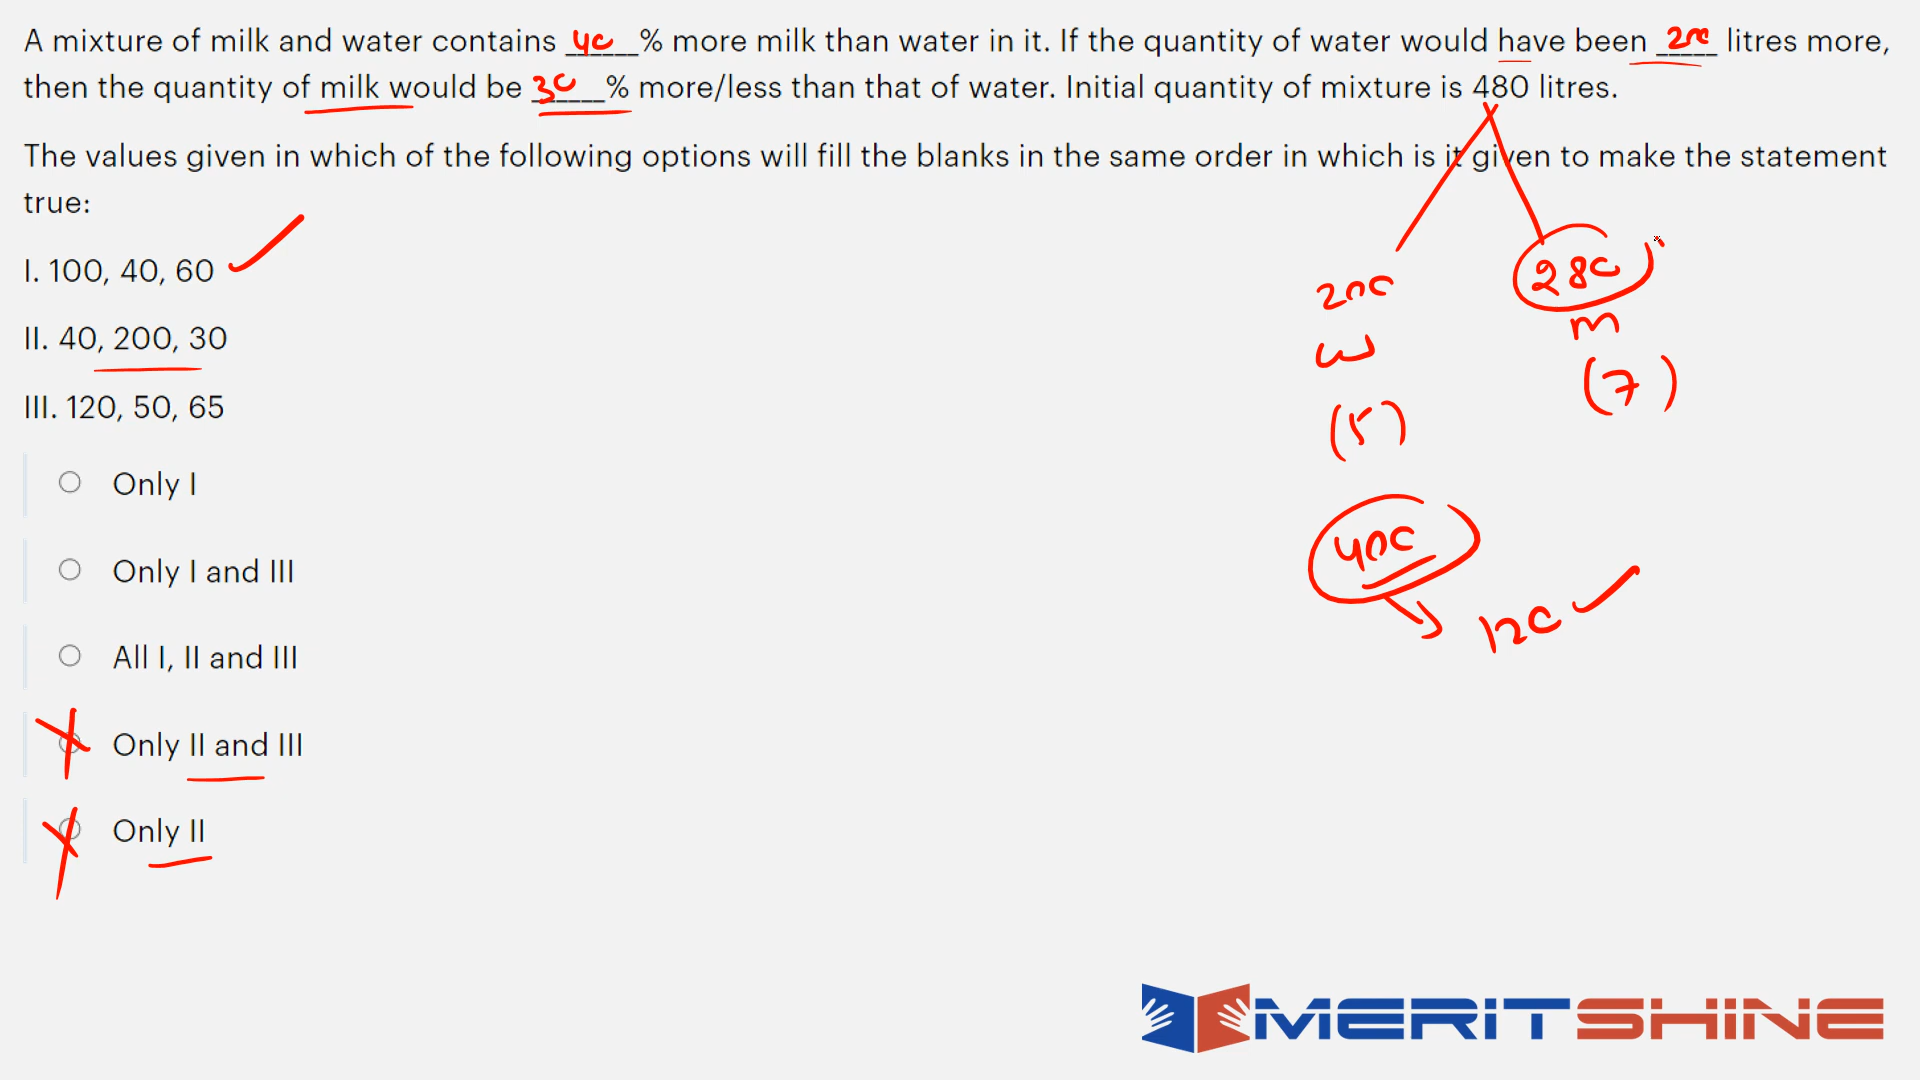 A mixture of milk and water contains 40 % more milk than water in it. If the quantity of water would have been 200 litres more,
then the quantity of milk would be 30 % more/less than that of water. Initial quantity of mixture is 480 litres.
The values given in which of the following options will fill the blanks in the same order in which is it given to make the statement
true:
I. 100, 40, 60
II. 40, 200, 30
III. 120, 50, 65
Only I
Only I and III
All I, II and III
Only II and III
Only II
200
280
w
m
(5)
(7)
400
120
MERITSHINE